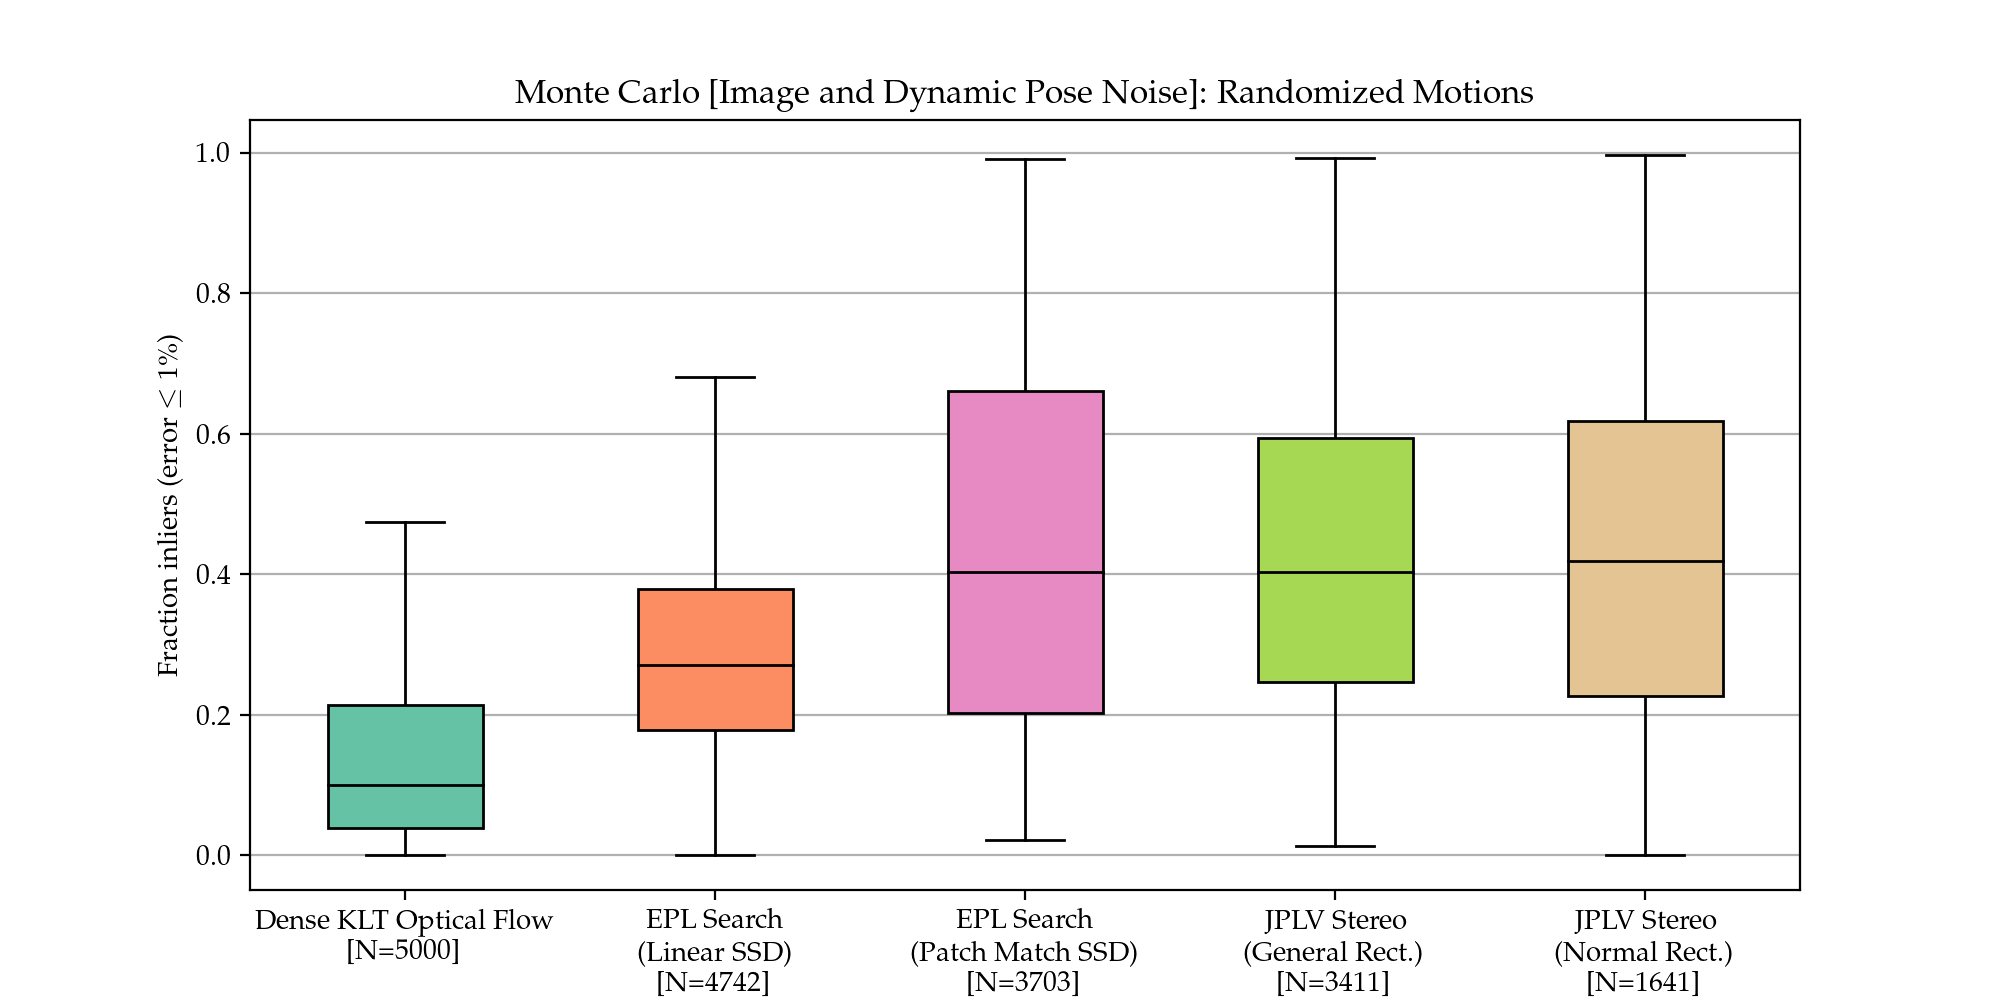 Monte Carlo [Image and Dynamic Pose Noise]: Randomized Motions
Fraction inliers (error ≤ 1%)
1.0
0.8
0.6
0.4
0.2
0.0
Dense KLT Optical Flow
[N=5000]
EPL Search
(Linear SSD)
[N=4742]
EPL Search
(Patch Match SSD)
[N=3703]
JPLV Stereo
(General Rect.)
[N=3411]
JPLV Stereo
(Normal Rect.)
[N=1641]